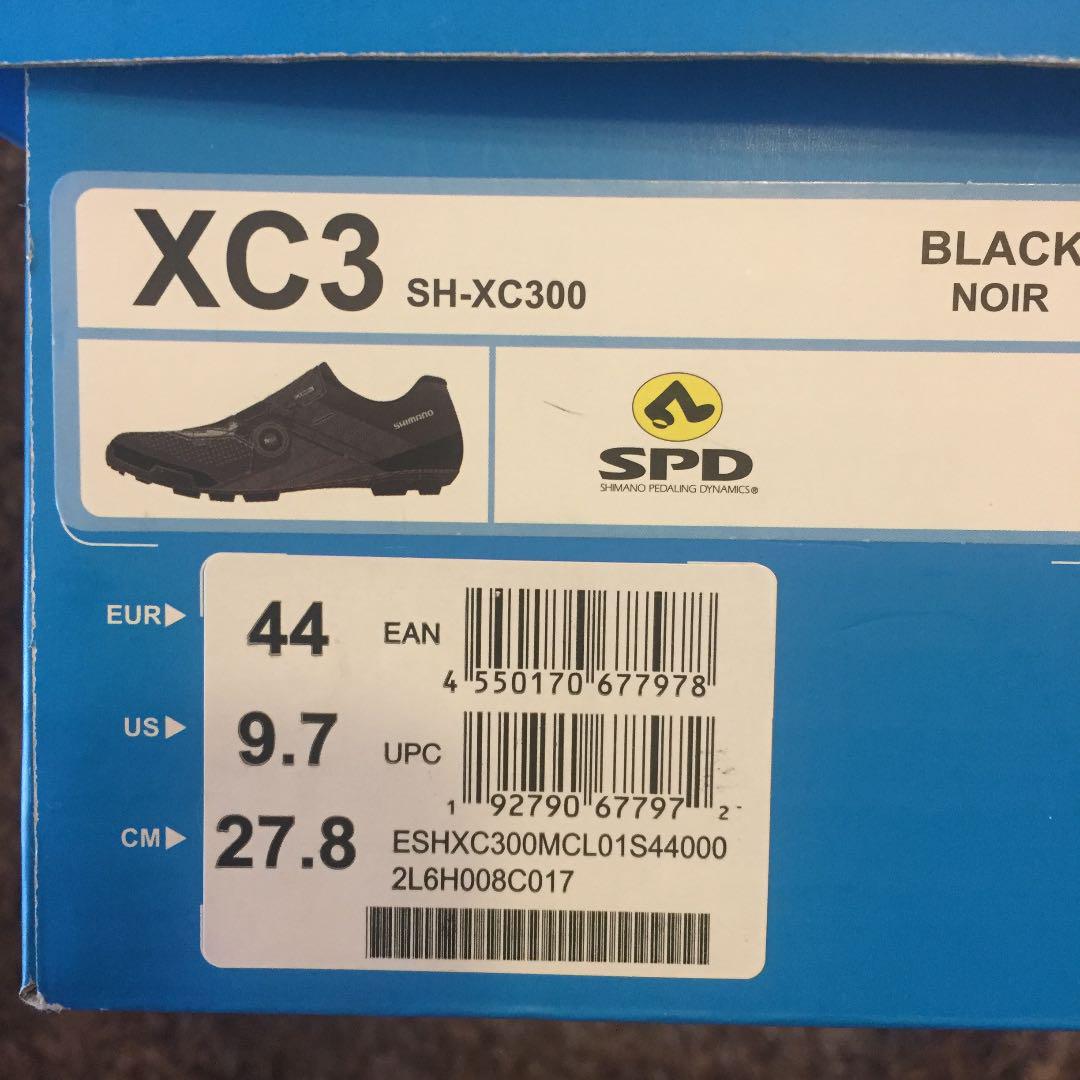 XC3 SH-XC300
BLACK
NOIR
SHIMANO
SPD
SHIMANO PEDALING DYNAMICS®
EUR▶ 44 EAN
4 550170 677978
US▶ 9.7 UPC
1 92790 67797 2
CM▶ 27.8
ESHXC300MCL01S44000
2L6H008C017